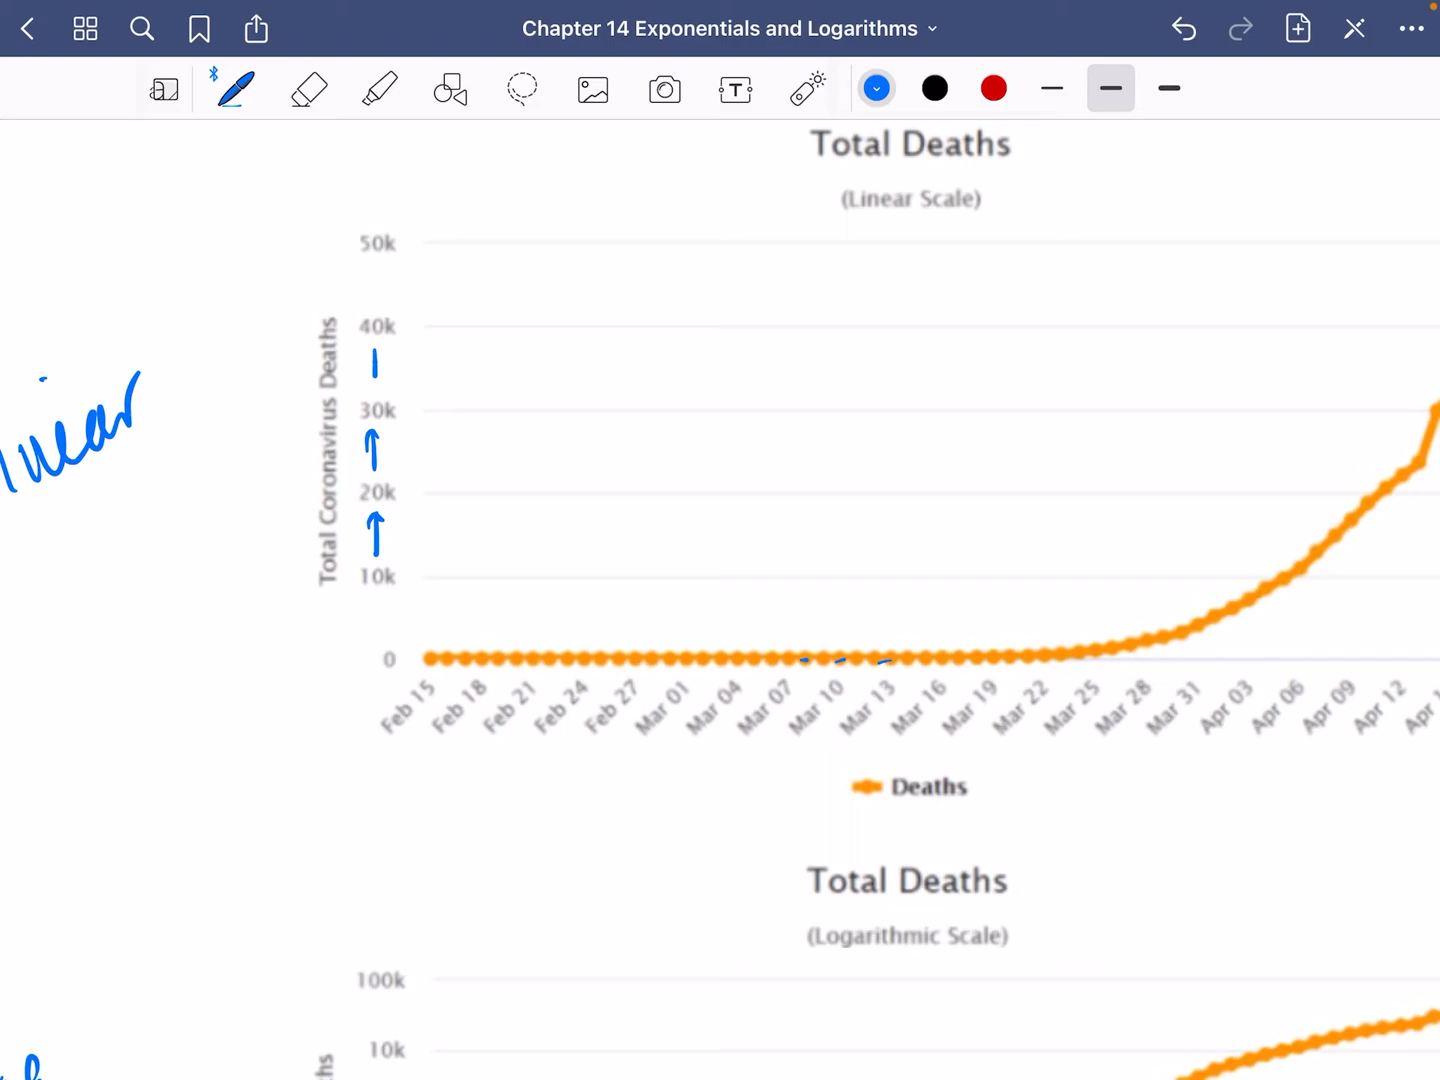 Chapter 14 Exponentials and Logarithms
Total Deaths
(Linear Scale)
50k
40k
30k
20k
10k
0
Total Coronavirus Deaths
Feb 15 Feb 18 Feb 21 Feb 24 Feb 27 Mar 01 Mar 04 Mar 07 Mar 10 Mar 13 Mar 16 Mar 19 Mar 22 Mar 25 Mar 28 Mar 31 Apr 03 Apr 06 Apr 09 Apr 12 Apr
Deaths
Total Deaths
(Logarithmic Scale)
100k
10k